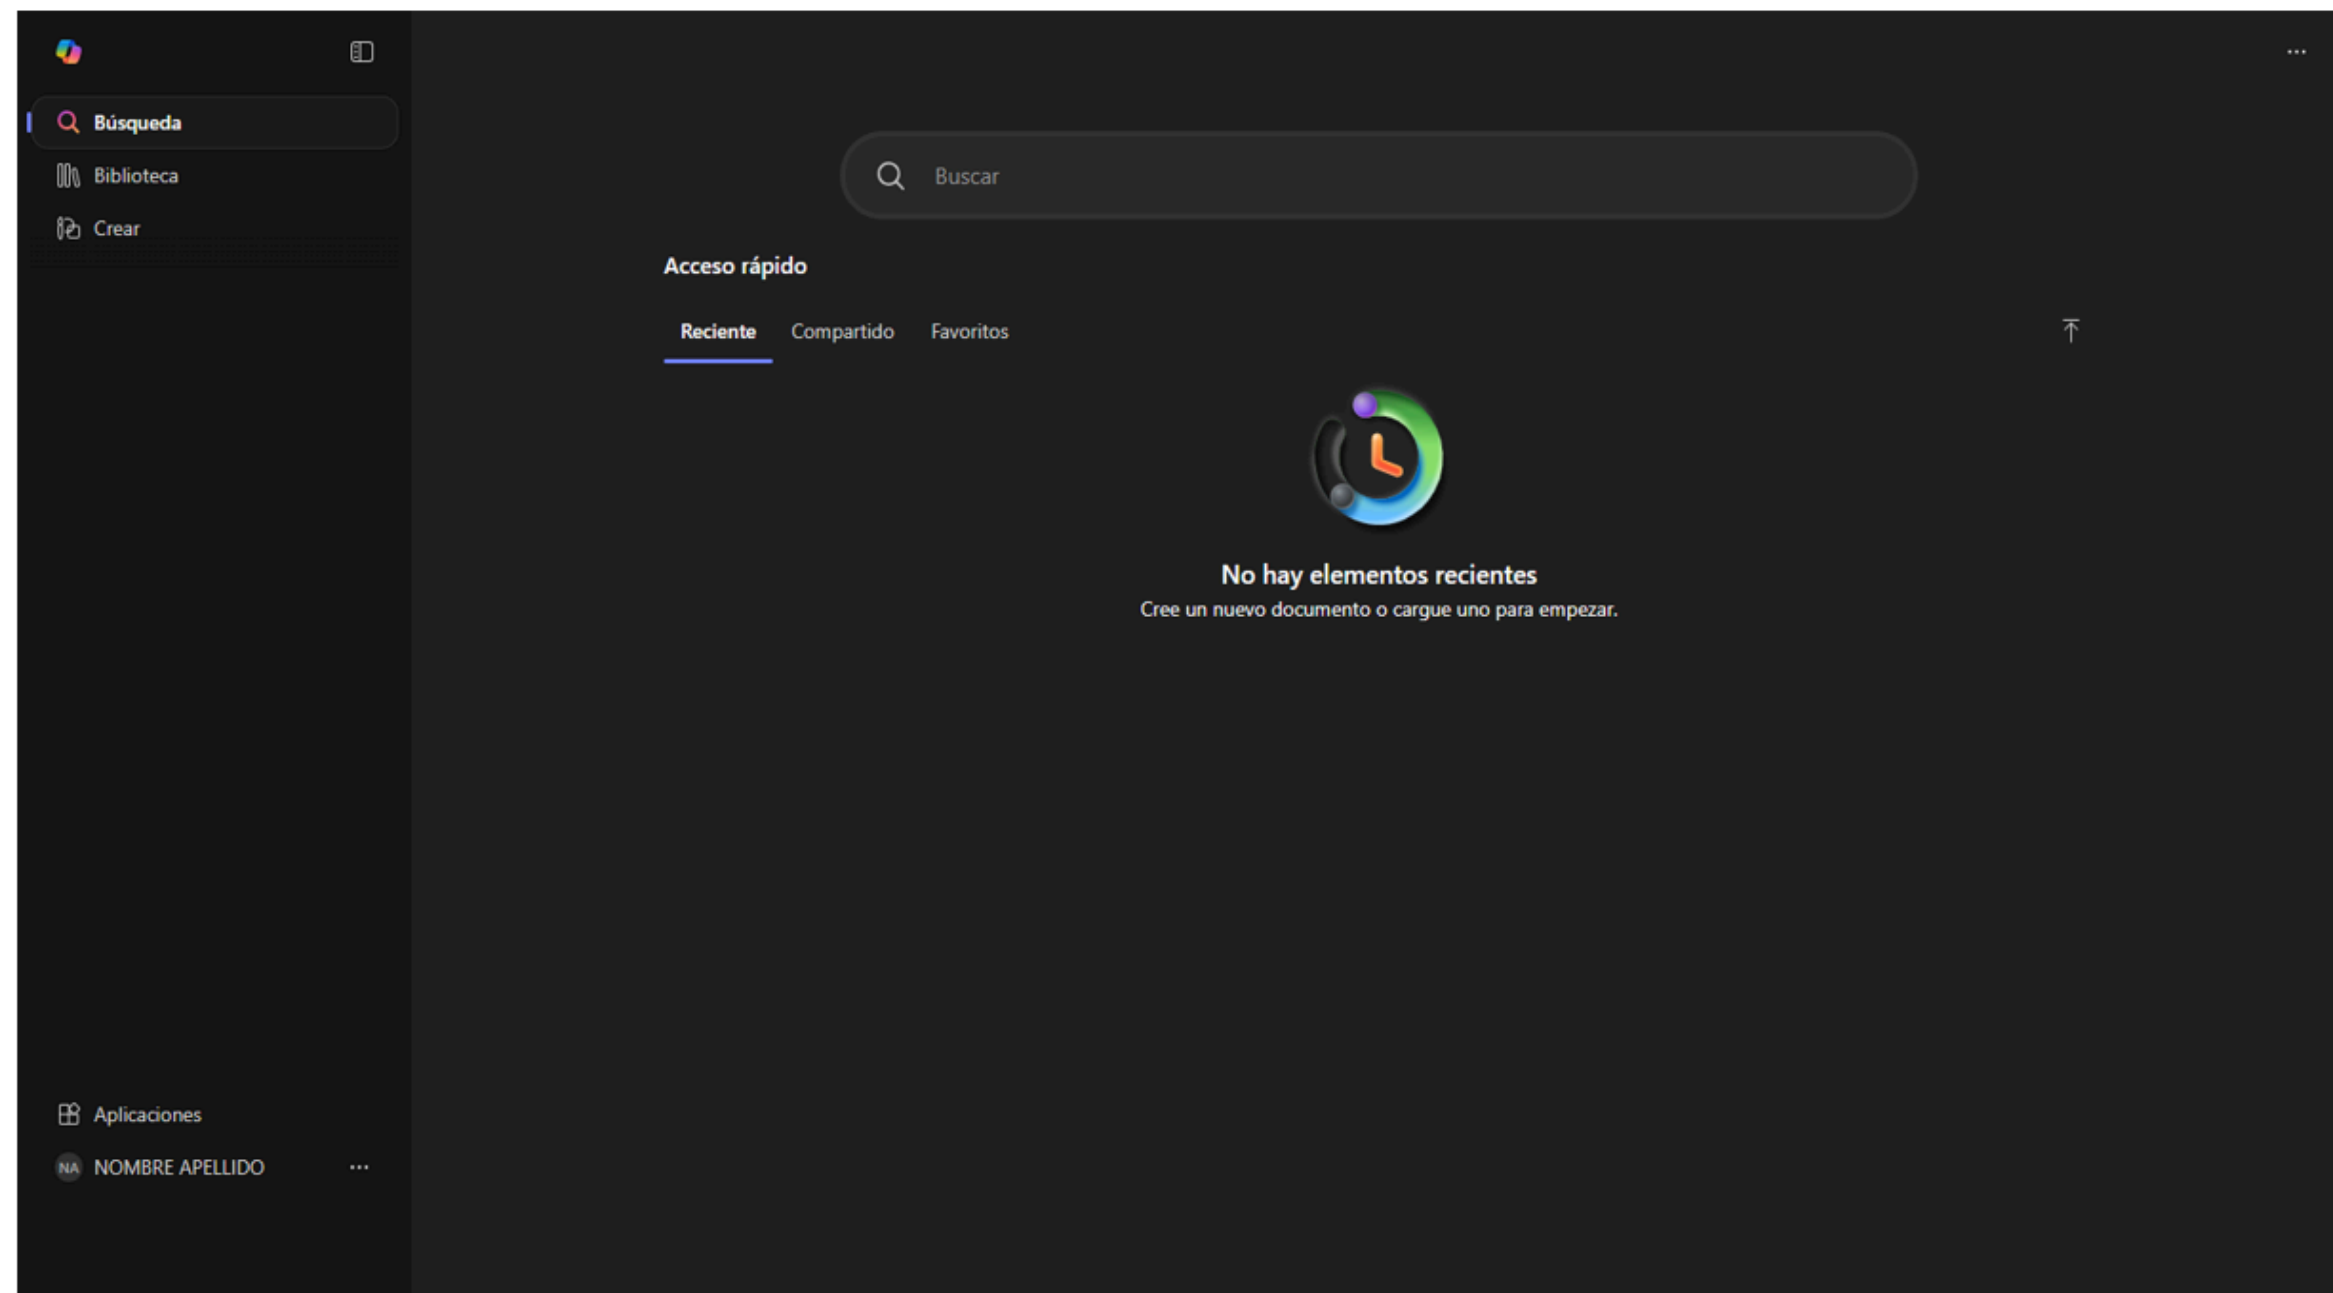 Búsqueda
Biblioteca
Crear
Buscar
Acceso rápido
Reciente Compartido Favoritos
No hay elementos recientes
Cree un nuevo documento o cargue uno para empezar.
Aplicaciones
NA NOMBRE APELLIDO